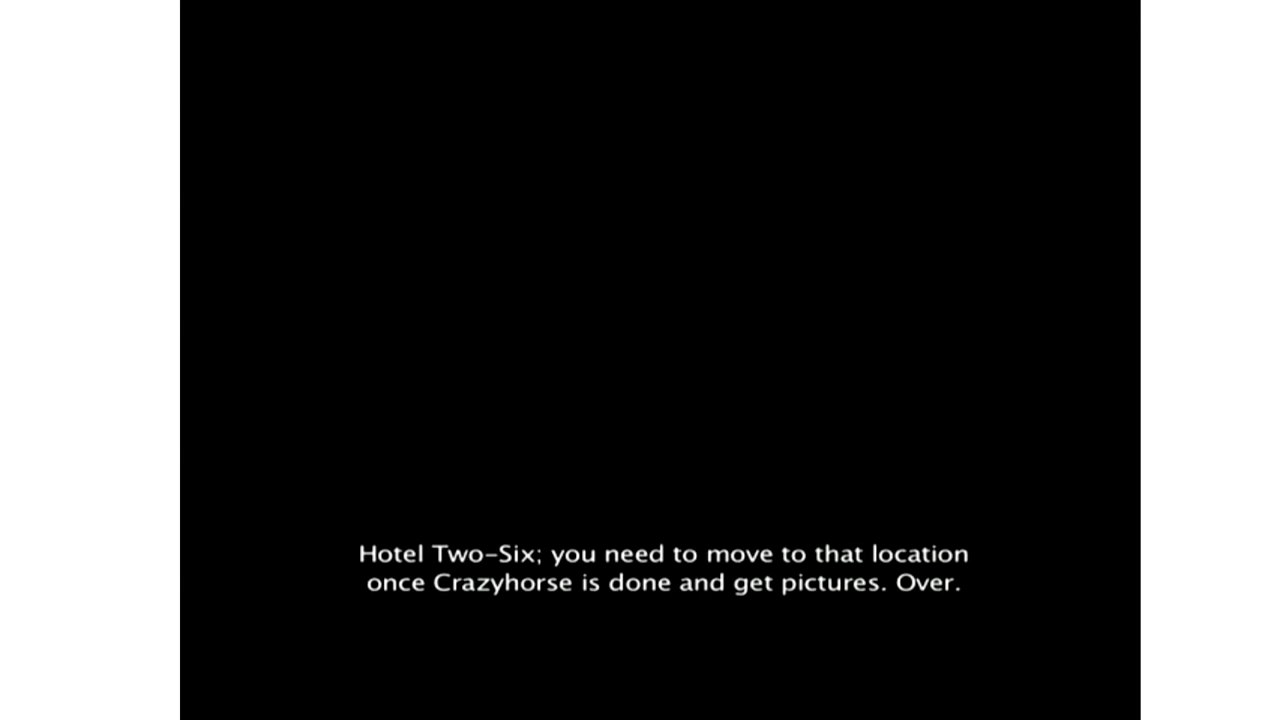 Hotel Two-Six; you need to move to that location
once Crazyhorse is done and get pictures. Over.